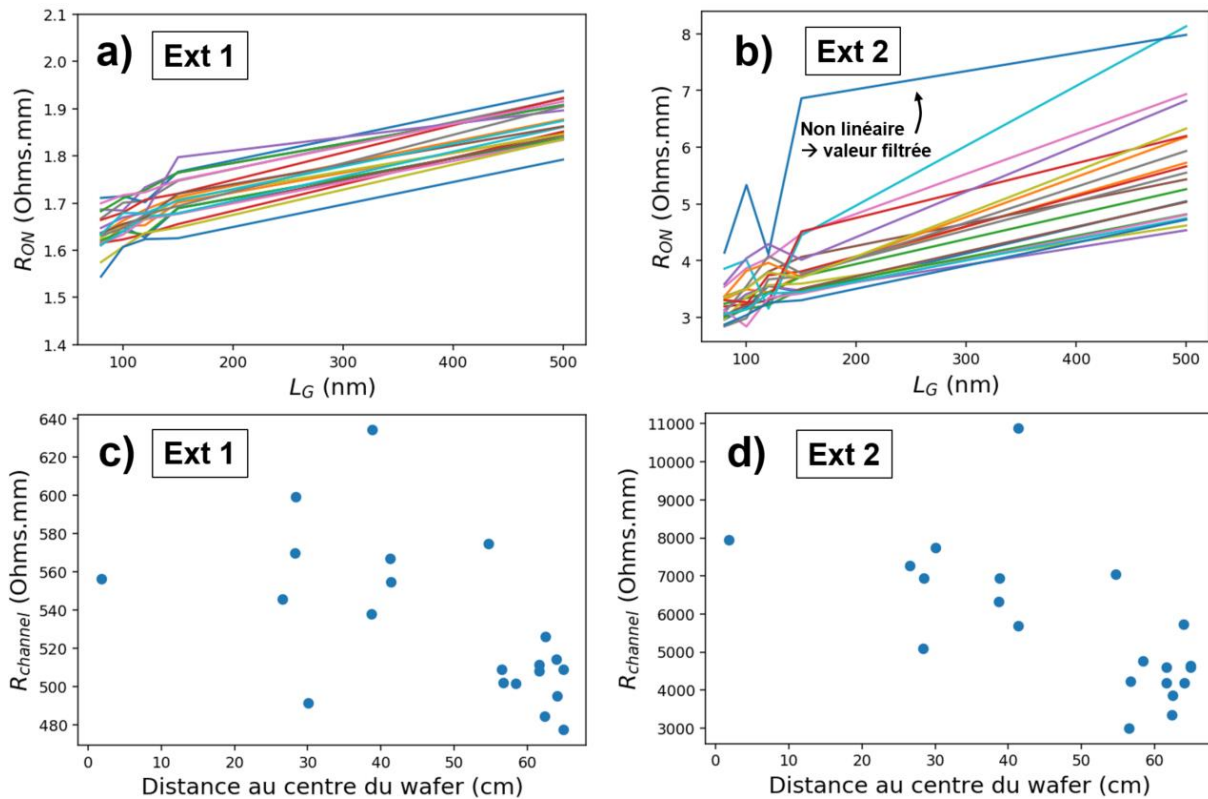 a) Ext 1
2.1
2.0
1.9
1.8
1.7
1.6
1.5
1.4
R_ON (Ohms.mm)
100 200 300 400 500
L_G (nm)
b) Ext 2
8
7
6
5
4
3
R_ON (Ohms.mm)
Non linéaire
→ valeur filtrée
100 200 300 400 500
L_G (nm)
c) Ext 1
640
620
600
580
560
540
520
500
480
R_channel (Ohms.mm)
0 10 20 30 40 50 60
Distance au centre du wafer (cm)
d) Ext 2
11000
10000
9000
8000
7000
6000
5000
4000
3000
R_channel (Ohms.mm)
0 10 20 30 40 50 60
Distance au centre du wafer (cm)